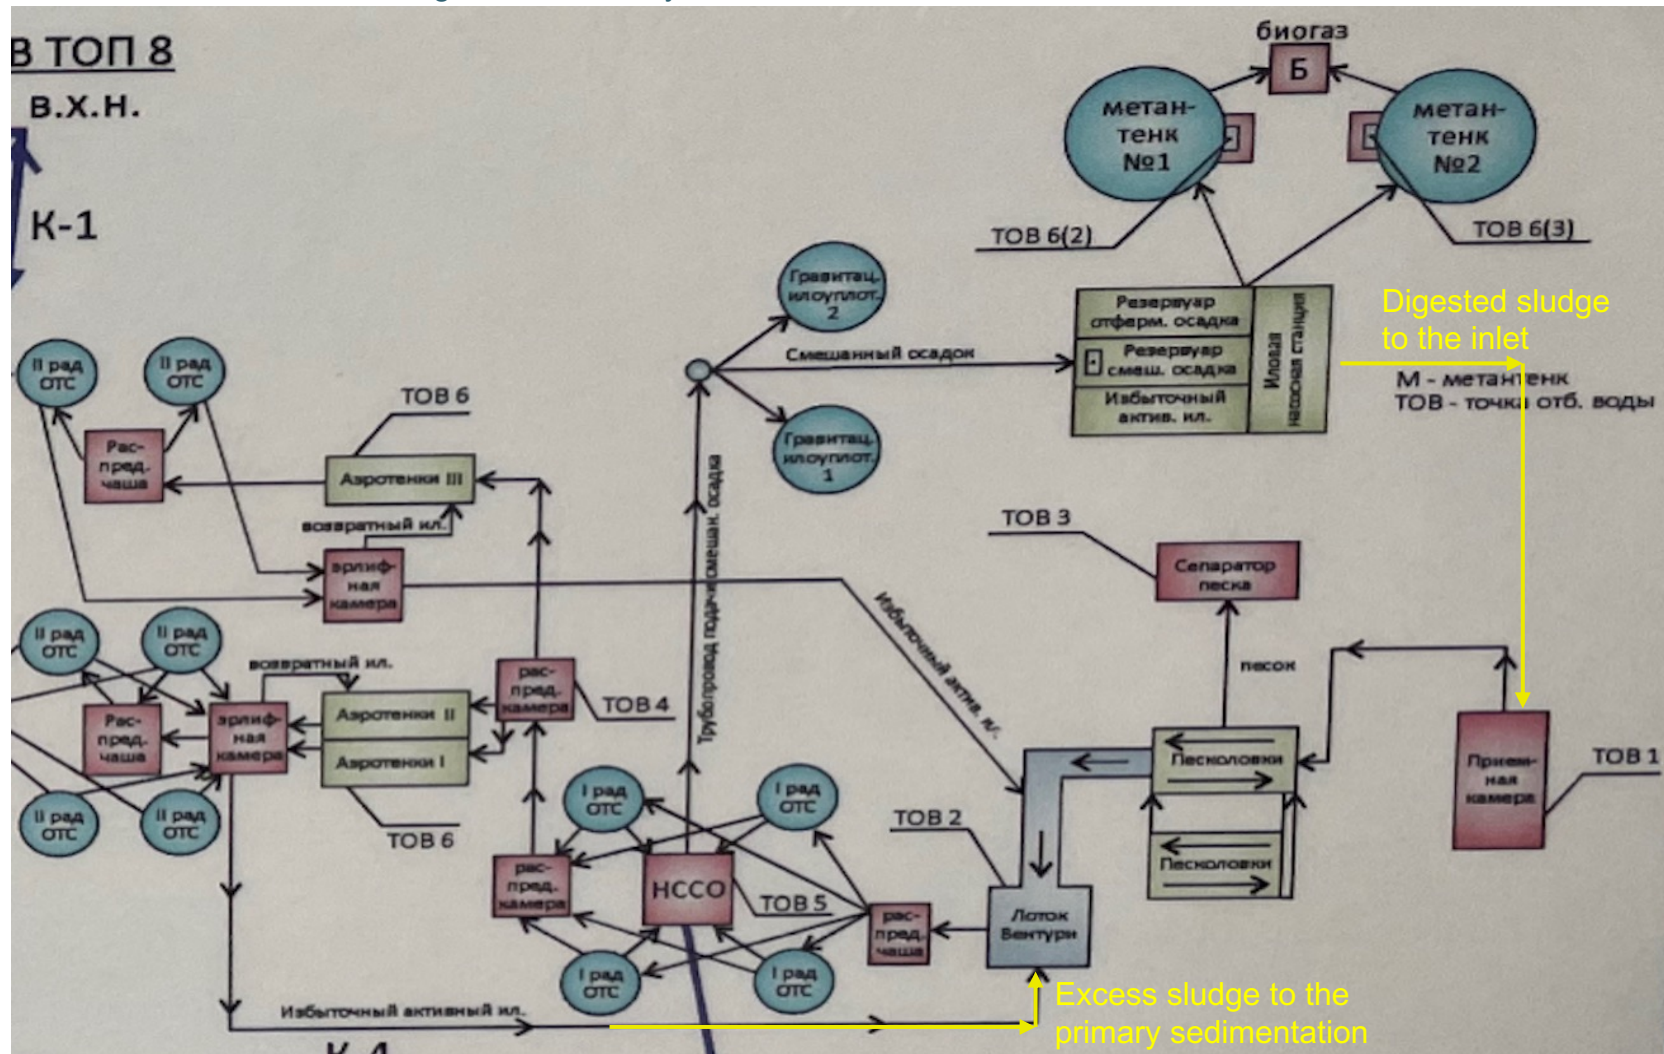 В ТОП 8
В.Х.Н.
К-1
биогаз
Б
метан-
тенк
№1
метан-
тенк
№2
ТОВ 6(2)
ТОВ 6(3)
Гравитац.
илоуплот.
2
Смешанный осадок
Гравитац.
илоуплот.
1
Резервуар
отферм. осадка
Резервуар
смеш. осадка
Избыточный
актив. ил.
Иловая
насосная станция
Digested sludge
to the inlet
М - метантенк
ТОВ - точка отб. воды
II рад
ОТС
II рад
ОТС
ТОВ 6
Рас-
пред.
чаша
Аэротенки III
возвратный ил.
эрлиф-
ная
камера
Трубопровод подачи смешан. осадка
Избыточный актив. ил.
ТОВ 3
Сепаратор
песка
песок
II рад
ОТС
II рад
ОТС
возвратный ил.
рас-
пред.
камера
ТОВ 4
Рас-
пред.
чаша
эрлиф-
ная
камера
Аэротенки II
Аэротенки I
Песколовки
Прием-
ная
камера
ТОВ 1
II рад
ОТС
II рад
ОТС
ТОВ 6
I рад
ОТС
I рад
ОТС
ТОВ 2
Песколовки
рас-
пред.
камера
НССО
ТОВ 5
рас-
пред.
чаша
Лоток
Вентури
I рад
ОТС
I рад
ОТС
Избыточный активный ил.
Excess sludge to the
primary sedimentation
К-4